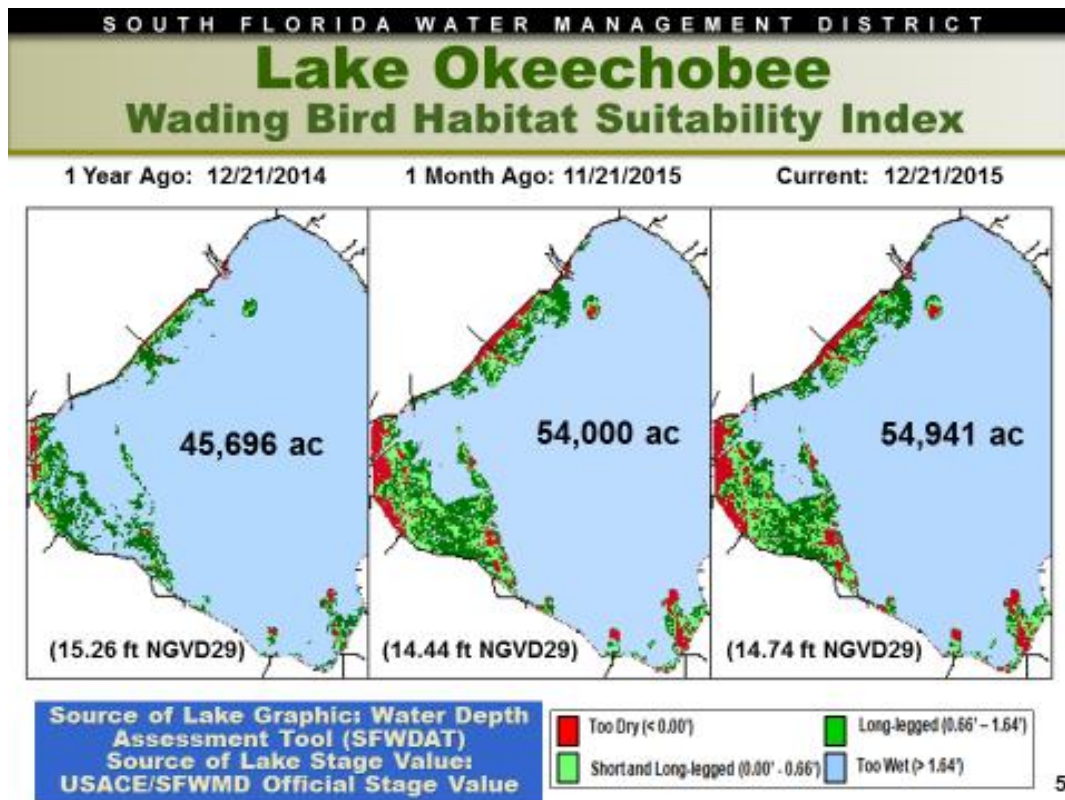 SOUTH FLORIDA WATER MANAGEMENT DISTRICT
Lake Okeechobee
Wading Bird Habitat Suitability Index
1 Year Ago: 12/21/2014
1 Month Ago: 11/21/2015
Current: 12/21/2015
45,696 ac
54,000 ac
54,941 ac
(15.26 ft NGVD29)
(14.44 ft NGVD29)
(14.74 ft NGVD29)
Source of Lake Graphic: Water Depth
Assessment Tool (SFWDAT)
Source of Lake Stage Value:
USACE/SFWMD Official Stage Value
Too Dry (< 0.00')
Long-legged (0.66' – 1.64')
Short and Long-legged (0.00' - 0.66')
Too Wet (> 1.64')
5